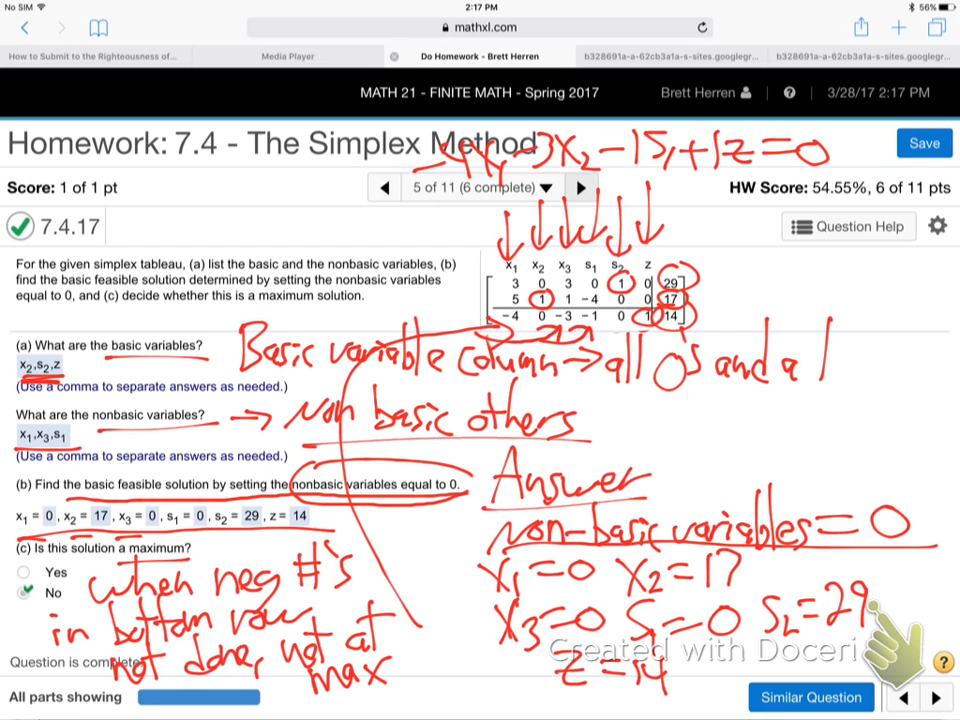 No SIM 2:17 PM 56%
mathxl.com
How to Submit to the Righteousness of... Media Player Do Homework - Brett Herren b328691a-a-62cb3a1a-s-sites.googlegr... b328691a-a-62cb3a1a-s-sites.googlegr...
MATH 21 - FINITE MATH - Spring 2017 Brett Herren ? 3/28/17 2:17 PM
Homework: 7.4 - The Simplex Method Save
-4x₁-3x₂-1S₁+1z=0
Score: 1 of 1 pt 5 of 11 (6 complete) HW Score: 54.55%, 6 of 11 pts
7.4.17 Question Help
For the given simplex tableau, (a) list the basic and the nonbasic variables, (b)
find the basic feasible solution determined by setting the nonbasic variables
equal to 0, and (c) decide whether this is a maximum solution.
x₁ x₂ x₃ s₁ s₂ z
3 0 3 0 1 0 29
5 1 1 -4 0 0 17
-4 0 -3 -1 0 1 14
(a) What are the basic variables?
Basic variable column → all 0s and a 1
x₂,s₂,z
(Use a comma to separate answers as needed.)
What are the nonbasic variables? → Non basic others
x₁,x₃,s₁
(Use a comma to separate answers as needed.)
(b) Find the basic feasible solution by setting the nonbasic variables equal to 0.
x₁ = 0 , x₂ = 17 , x₃ = 0 , s₁ = 0 , s₂ = 29 , z = 14
Answer
non-basic variables = 0
x₁=0 x₂=17
x₃=0 S₁=0 S₂=29
z=14
(c) Is this solution a maximum?
Yes
No
when neg #'s
in bottom row
not done, not at
max
Created with Doceri
Question is complete
?
All parts showing Similar Question